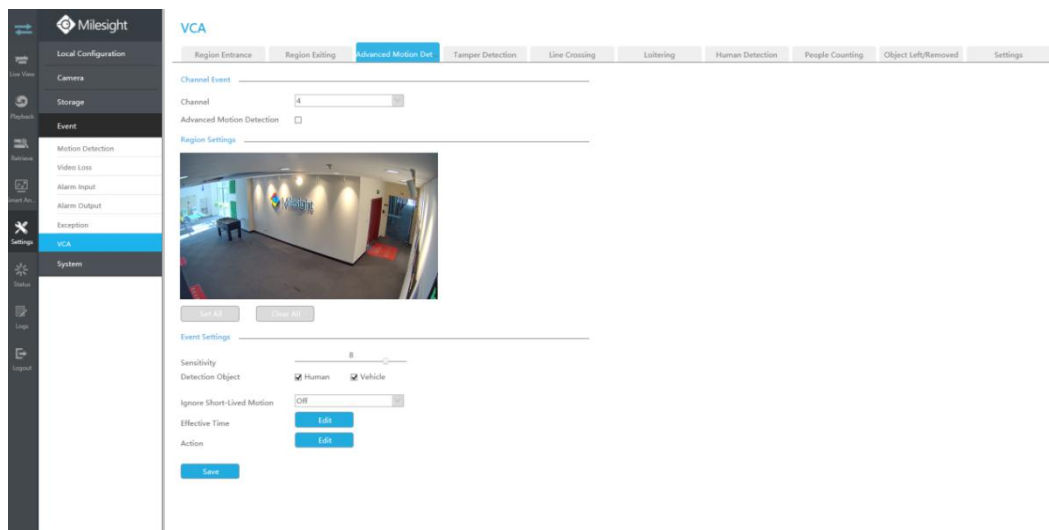 Milesight
VCA
Local Configuration
Camera
Storage
Event
Motion Detection
Video Loss
Alarm Input
Alarm Output
Exception
VCA
System
Live View
Playback
Retrieve
Smart An...
Settings
Status
Logs
Logout
Region Entrance
Region Exiting
Advanced Motion Det
Tamper Detection
Line Crossing
Loitering
Human Detection
People Counting
Object Left/Removed
Settings
Channel Event
Channel 4
Advanced Motion Detection
Region Settings
Milesight
Set All Clear All
Event Settings
Sensitivity 8
Detection Object Human Vehicle
Ignore Short-Lived Motion Off
Effective Time Edit
Action Edit
Save